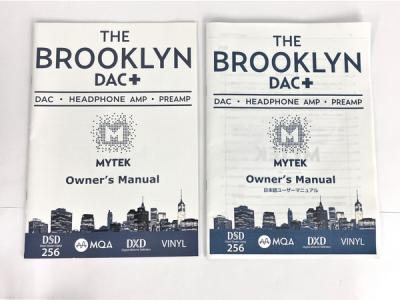 THE
BROOKLYN
DAC+
DAC • HEADPHONE AMP • PREAMP
M
MYTEK
Owner's Manual
DSD
256
MQA
DXD
VINYL
THE
BROOKLYN
DAC+
DAC • HEADPHONE AMP • PREAMP
M
MYTEK
Owner's Manual
日本語ユーザーマニュアル
DSD
256
MQA
DXD
VINYL